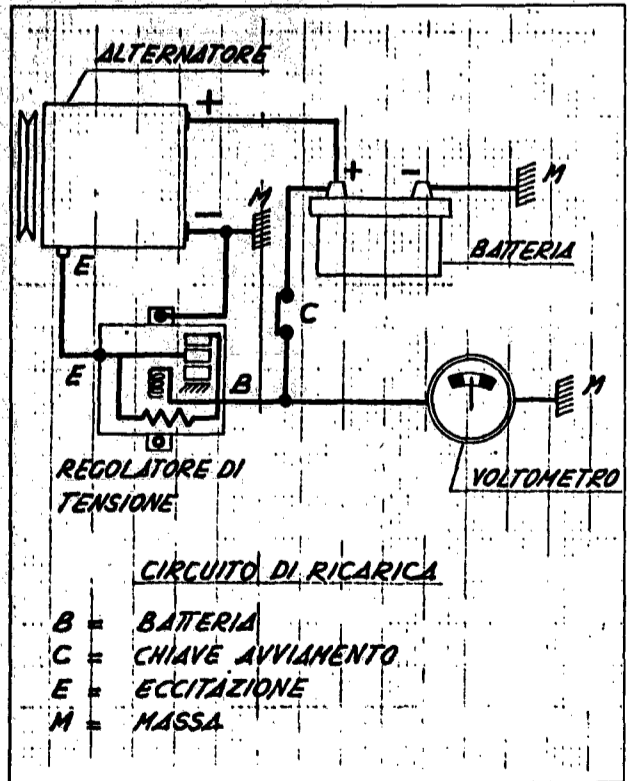 ALTERNATORE
+
+ - M
- M
BATTERIA
E
C
E B
M
REGOLATORE DI
TENSIONE
VOLTOMETRO
CIRCUITO DI RICARICA
B = BATTERIA
C = CHIAVE AVVIAMENTO
E = ECCITAZIONE
M = MASSA